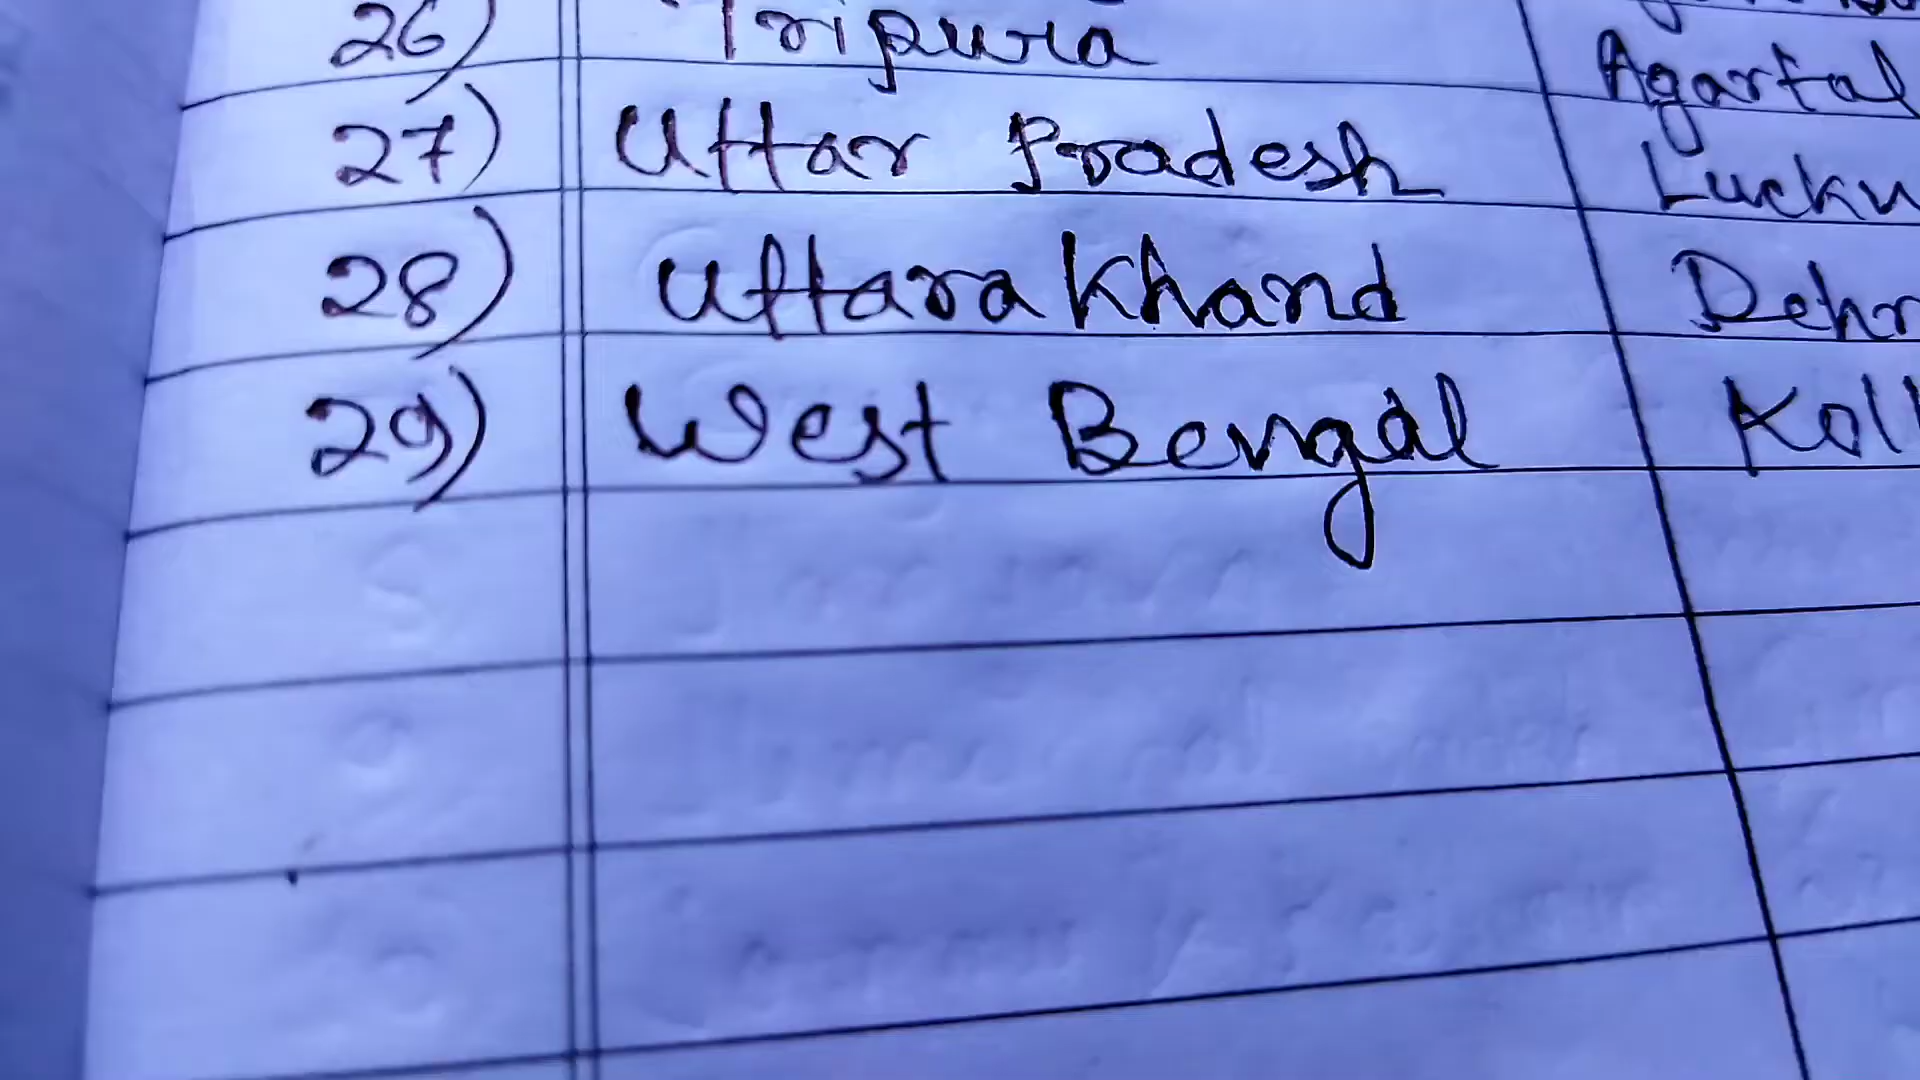 26) Tripura Agartal
27) Uttar Pradesh Luckn
28) Uttarakhand Dehr
29) West Bengal Kol